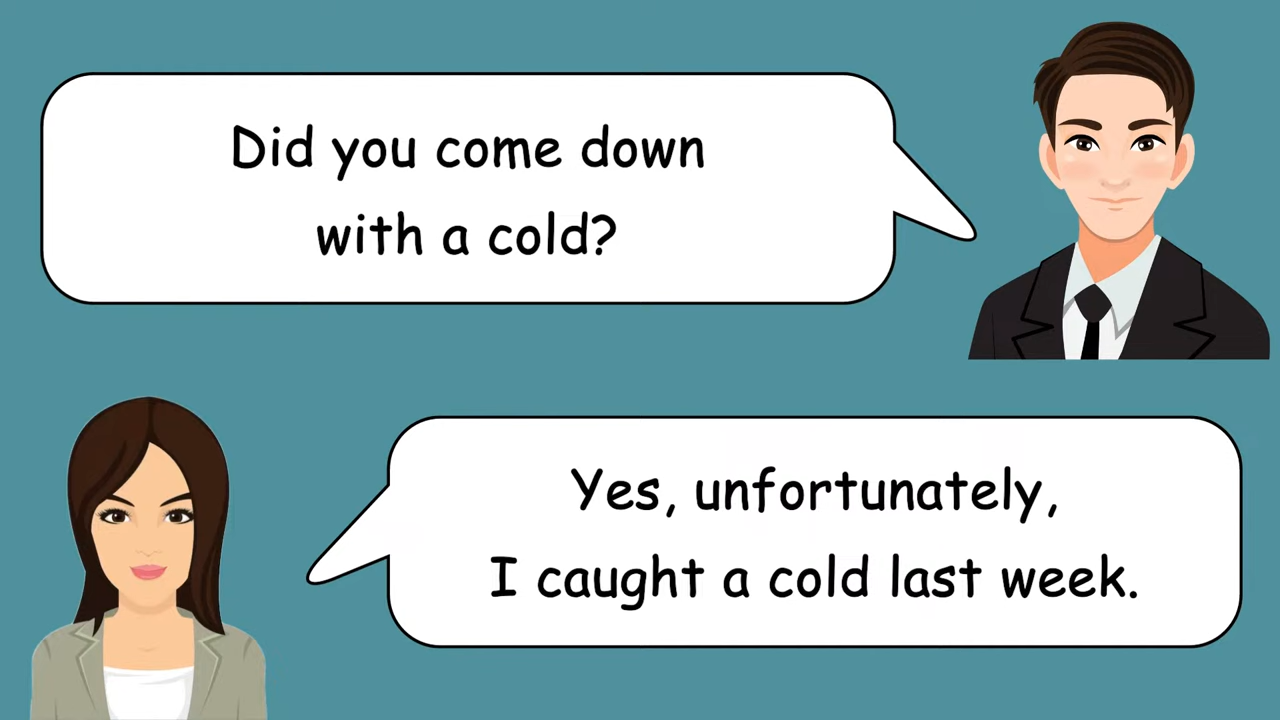 Did you come down
with a cold?
Yes, unfortunately,
I caught a cold last week.